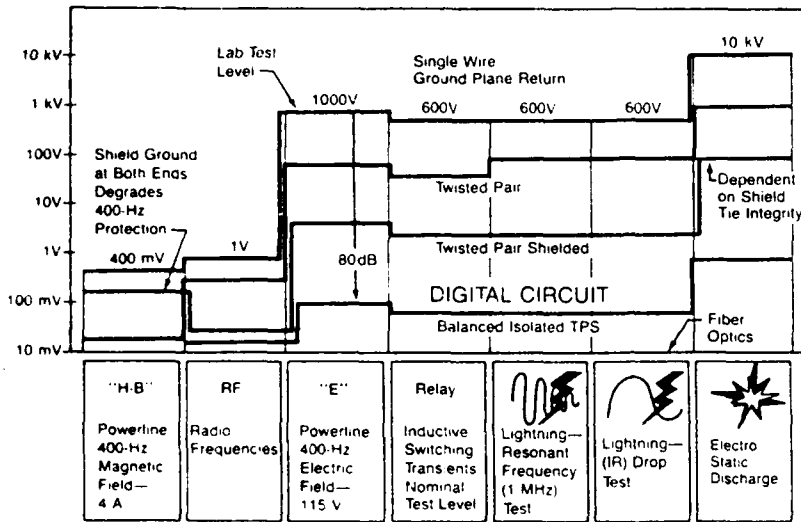 10 kV
1 kV
100V
10V
1V
100 mV
10 mV
Lab Test
Level
Single Wire
Ground Plane Return
10 kV
1000V
600V
600V
600V
Shield Ground
at Both Ends
Degrades
400-Hz
Protection
400 mV
1V
Twisted Pair
Dependent
on Shield
Tie Integrity
Twisted Pair Shielded
80dB
DIGITAL CIRCUIT
Balanced Isolated TPS
Fiber
Optics
"H-B"
Powerline
400-Hz
Magnetic
Field—
4 A
RF
Radio
Frequencies
"E"
Powerline
400-Hz
Electric
Field—
115 V
Relay
Inductive
Switching
Transients
Nominal
Test Level
Lightning—
Resonant
Frequency
(1 MHz)
Test
Lightning—
(IR) Drop
Test
Electro
Static
Discharge